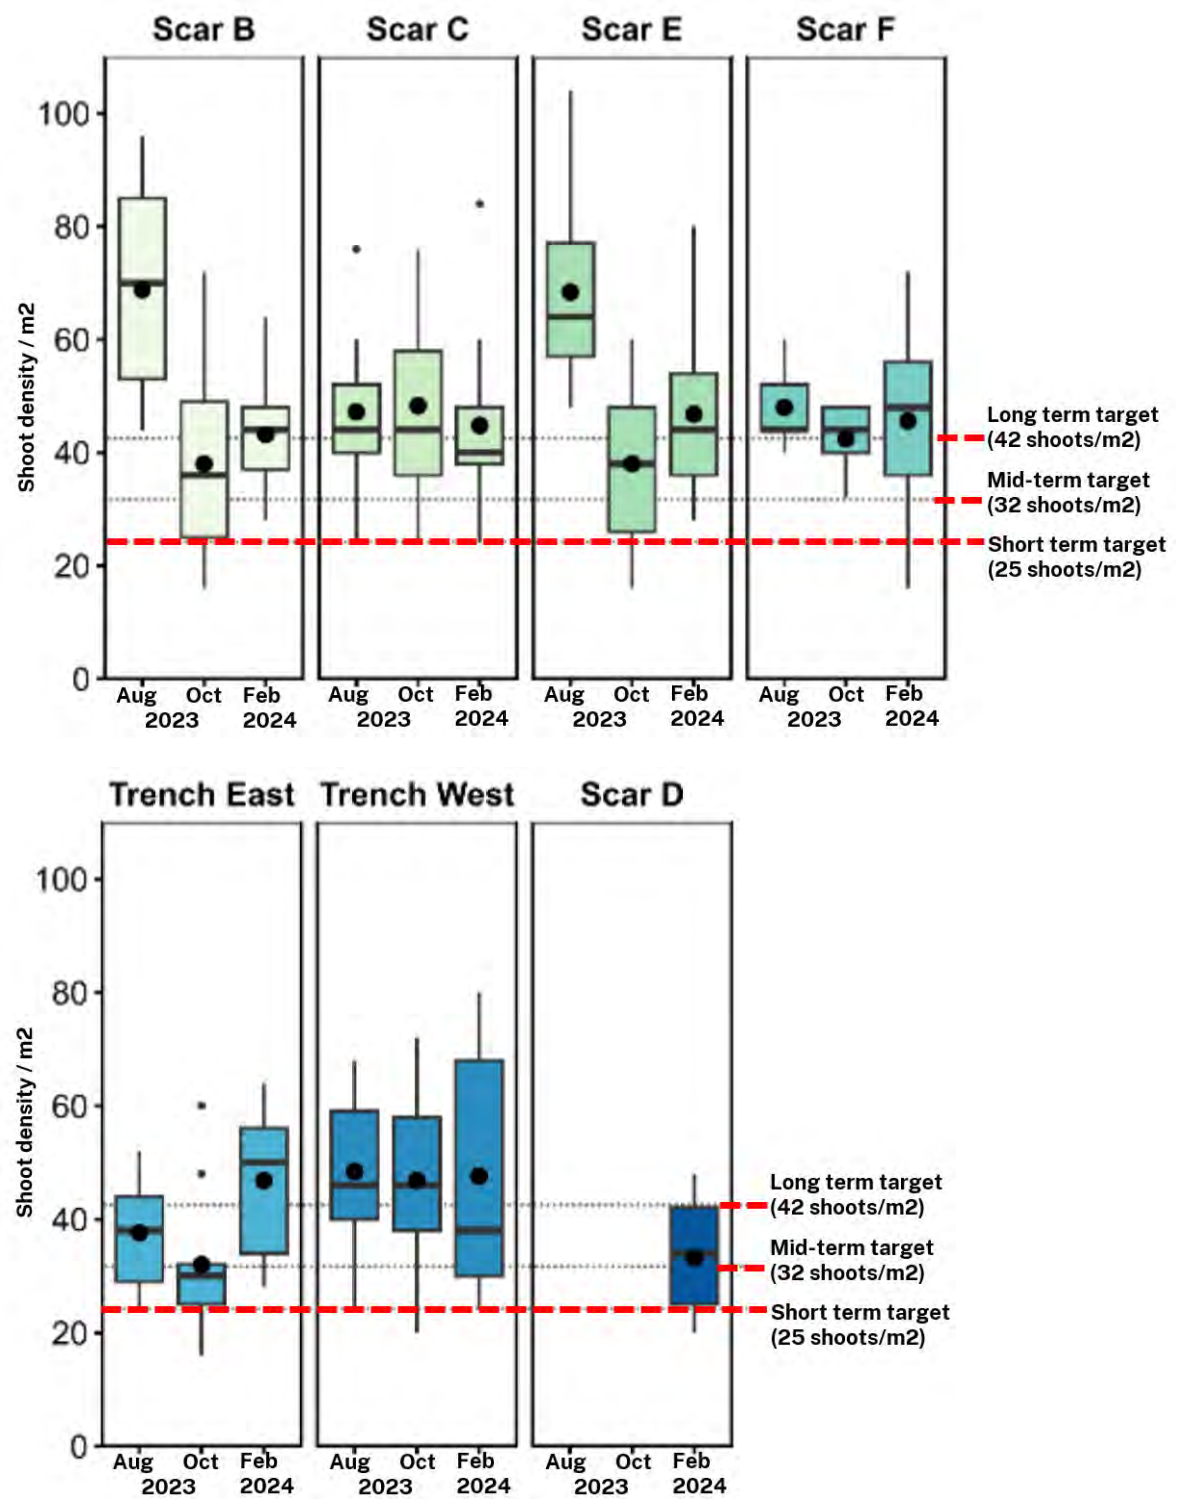 Scar B Scar C Scar E Scar F
100
80
60
40
20
0
Shoot density / m2
Long term target
(42 shoots/m2)
Mid-term target
(32 shoots/m2)
Short term target
(25 shoots/m2)
Aug Oct Feb Aug Oct Feb Aug Oct Feb Aug Oct Feb
2023 2024 2023 2024 2023 2024 2023 2024
Trench East Trench West Scar D
100
80
60
40
20
0
Shoot density / m2
Long term target
(42 shoots/m2)
Mid-term target
(32 shoots/m2)
Short term target
(25 shoots/m2)
Aug Oct Feb Aug Oct Feb Aug Oct Feb
2023 2024 2023 2024 2023 2024